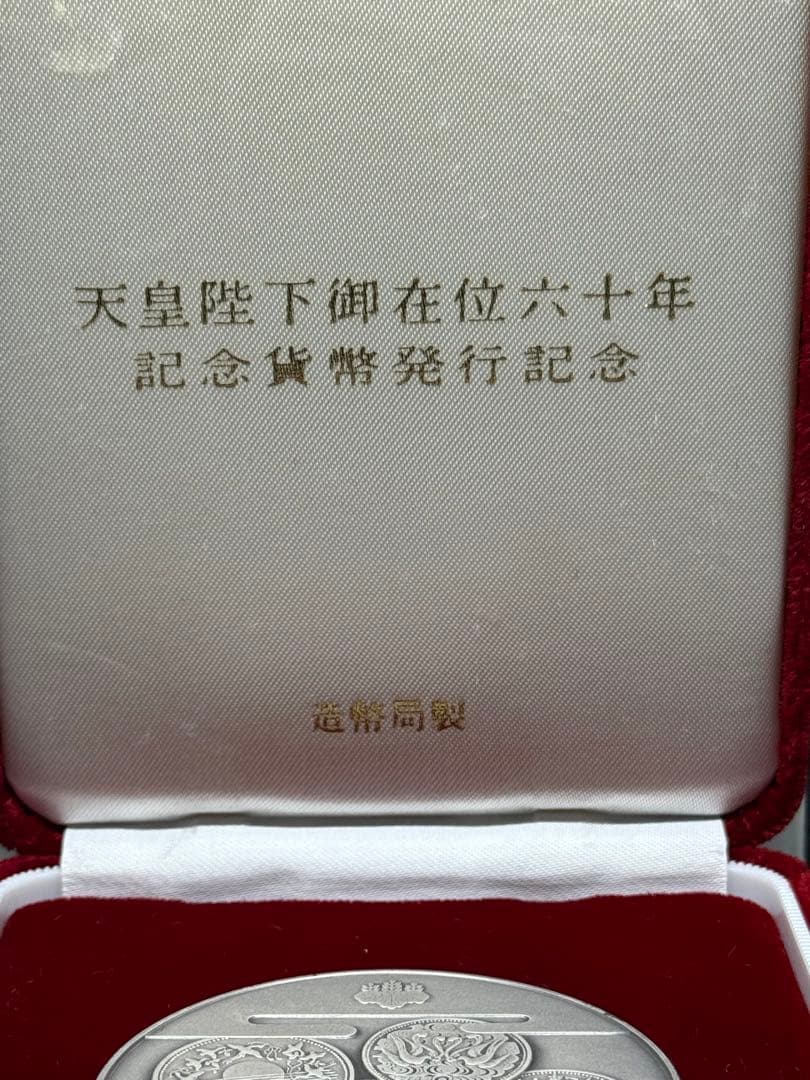 天皇陛下御在位六十年
記念貨幣発行記念
造幣局製